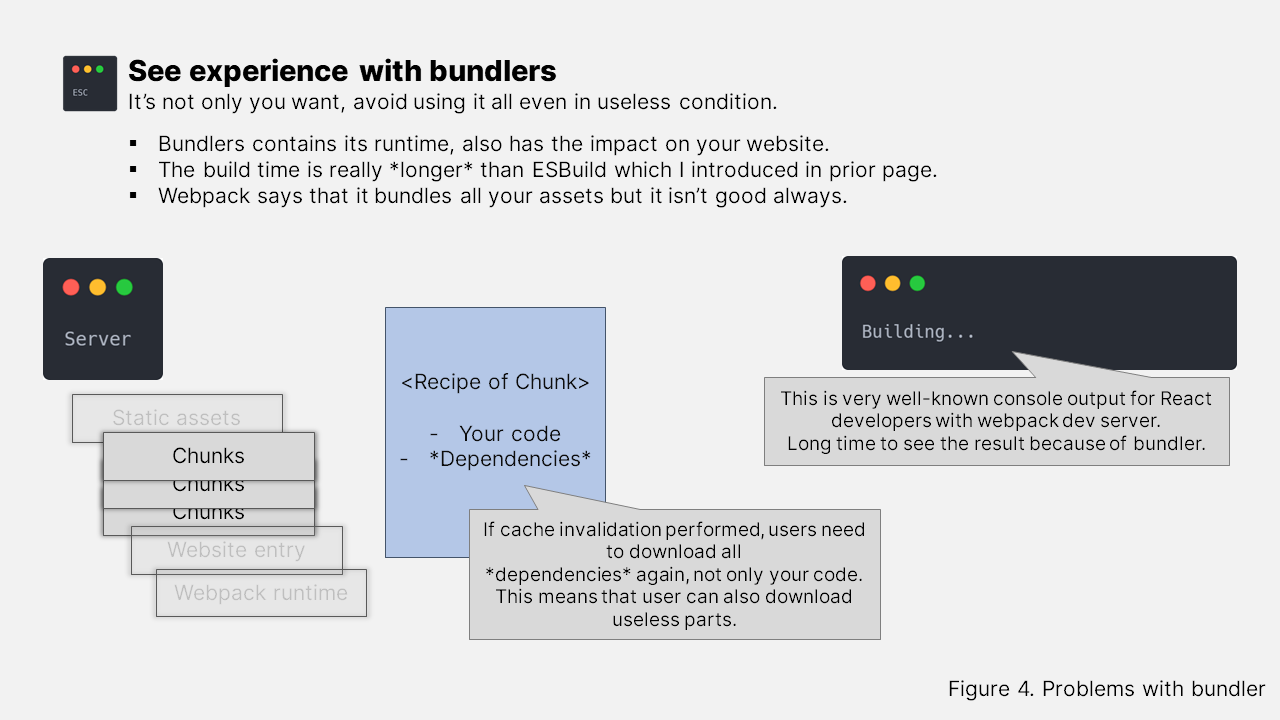 See experience with bundlers
ESC
It's not only you want, avoid using it all even in useless condition.
▪ Bundlers contains its runtime, also has the impact on your website.
▪ The build time is really *longer* than ESBuild which I introduced in prior page.
▪ Webpack says that it bundles all your assets but it isn't good always.
Server
Static assets
Chunks
Chunks
Chunks
Website entry
Webpack runtime
<Recipe of Chunk>
- Your code
- *Dependencies*
If cache invalidation performed, users need
to download all
*dependencies* again, not only your code.
This means that user can also download
useless parts.
Building...
This is very well-known console output for React
developers with webpack dev server.
Long time to see the result because of bundler.
Figure 4. Problems with bundler